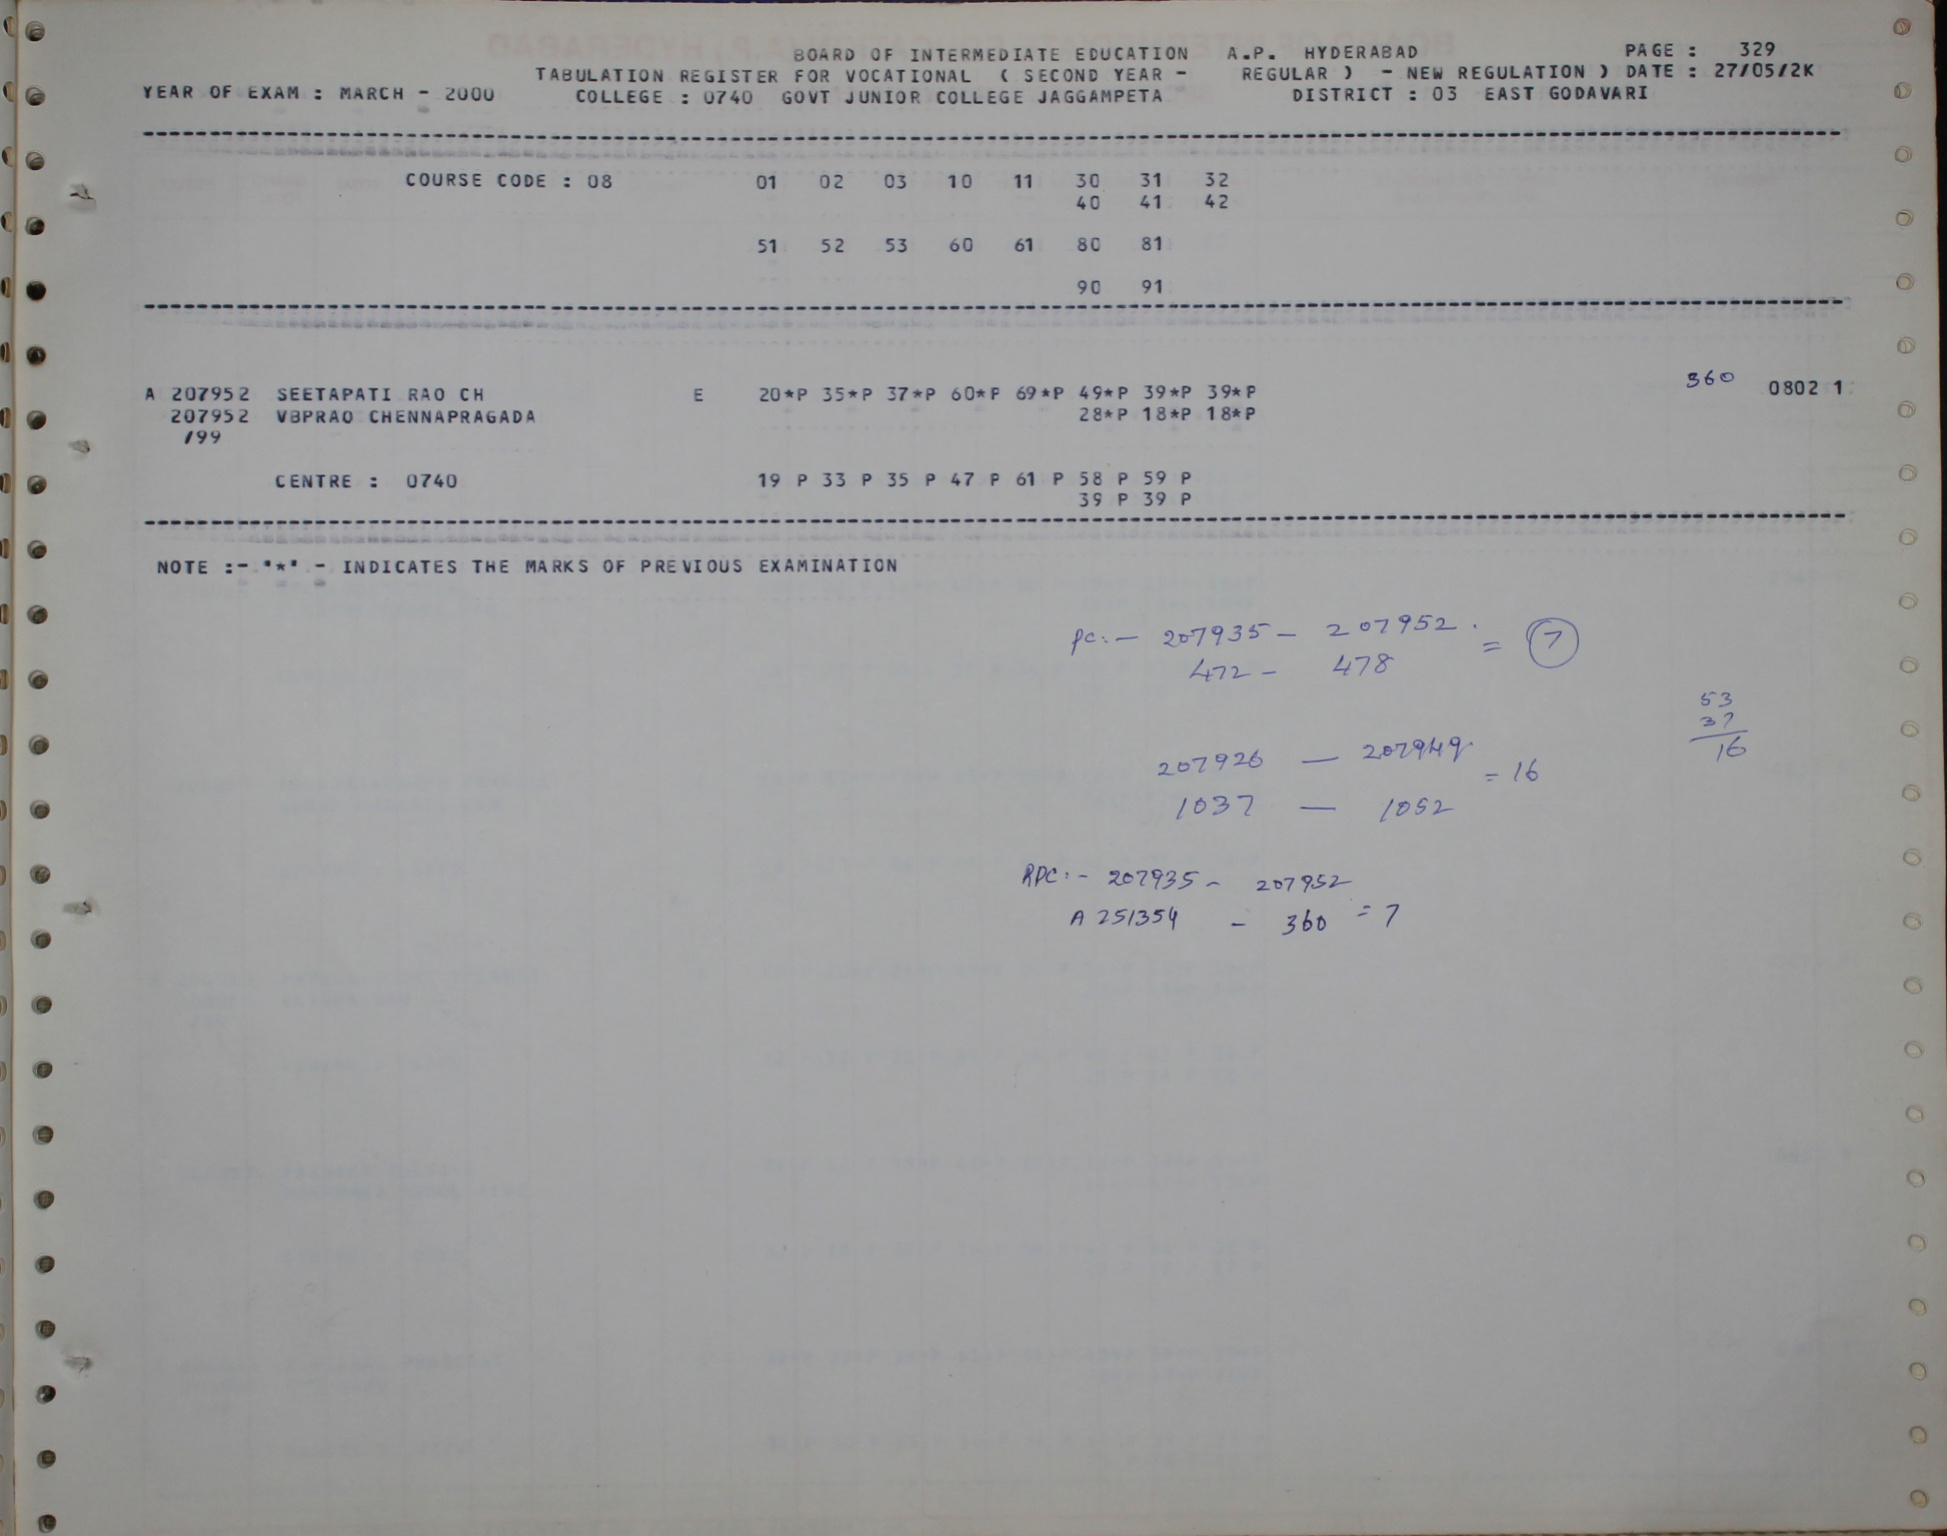 BOARD OF INTERMEDIATE EDUCATION A.P. HYDERABAD PAGE : 329
TABULATION REGISTER FOR VOCATIONAL ( SECOND YEAR - REGULAR ) - NEW REGULATION ) DATE : 27/05/2K
YEAR OF EXAM : MARCH - 2000 COLLEGE : 0740 GOVT JUNIOR COLLEGE JAGGAMPETA DISTRICT : 03 EAST GODAVARI
COURSE CODE : 08 01 02 03 10 11 30 31 32
40 41 42
51 52 53 60 61 80 81
90 91
360
A 207952 SEETAPATI RAO CH E 20*P 35*P 37*P 60*P 69*P 49*P 39*P 39*P 0802 1
207952 VBPRAO CHENNAPRAGADA 28*P 18*P 18*P
/99
CENTRE : 0740 19 P 33 P 35 P 47 P 61 P 58 P 59 P
39 P 39 P
NOTE :- '*' - INDICATES THE MARKS OF PREVIOUS EXAMINATION
PC:- 207935 - 207952. = 7
472 - 478
53
37
16
207926 — 207949 = 16
1037 — 1052
RPC:- 207935 - 207952
A 251354 - 360 = 7